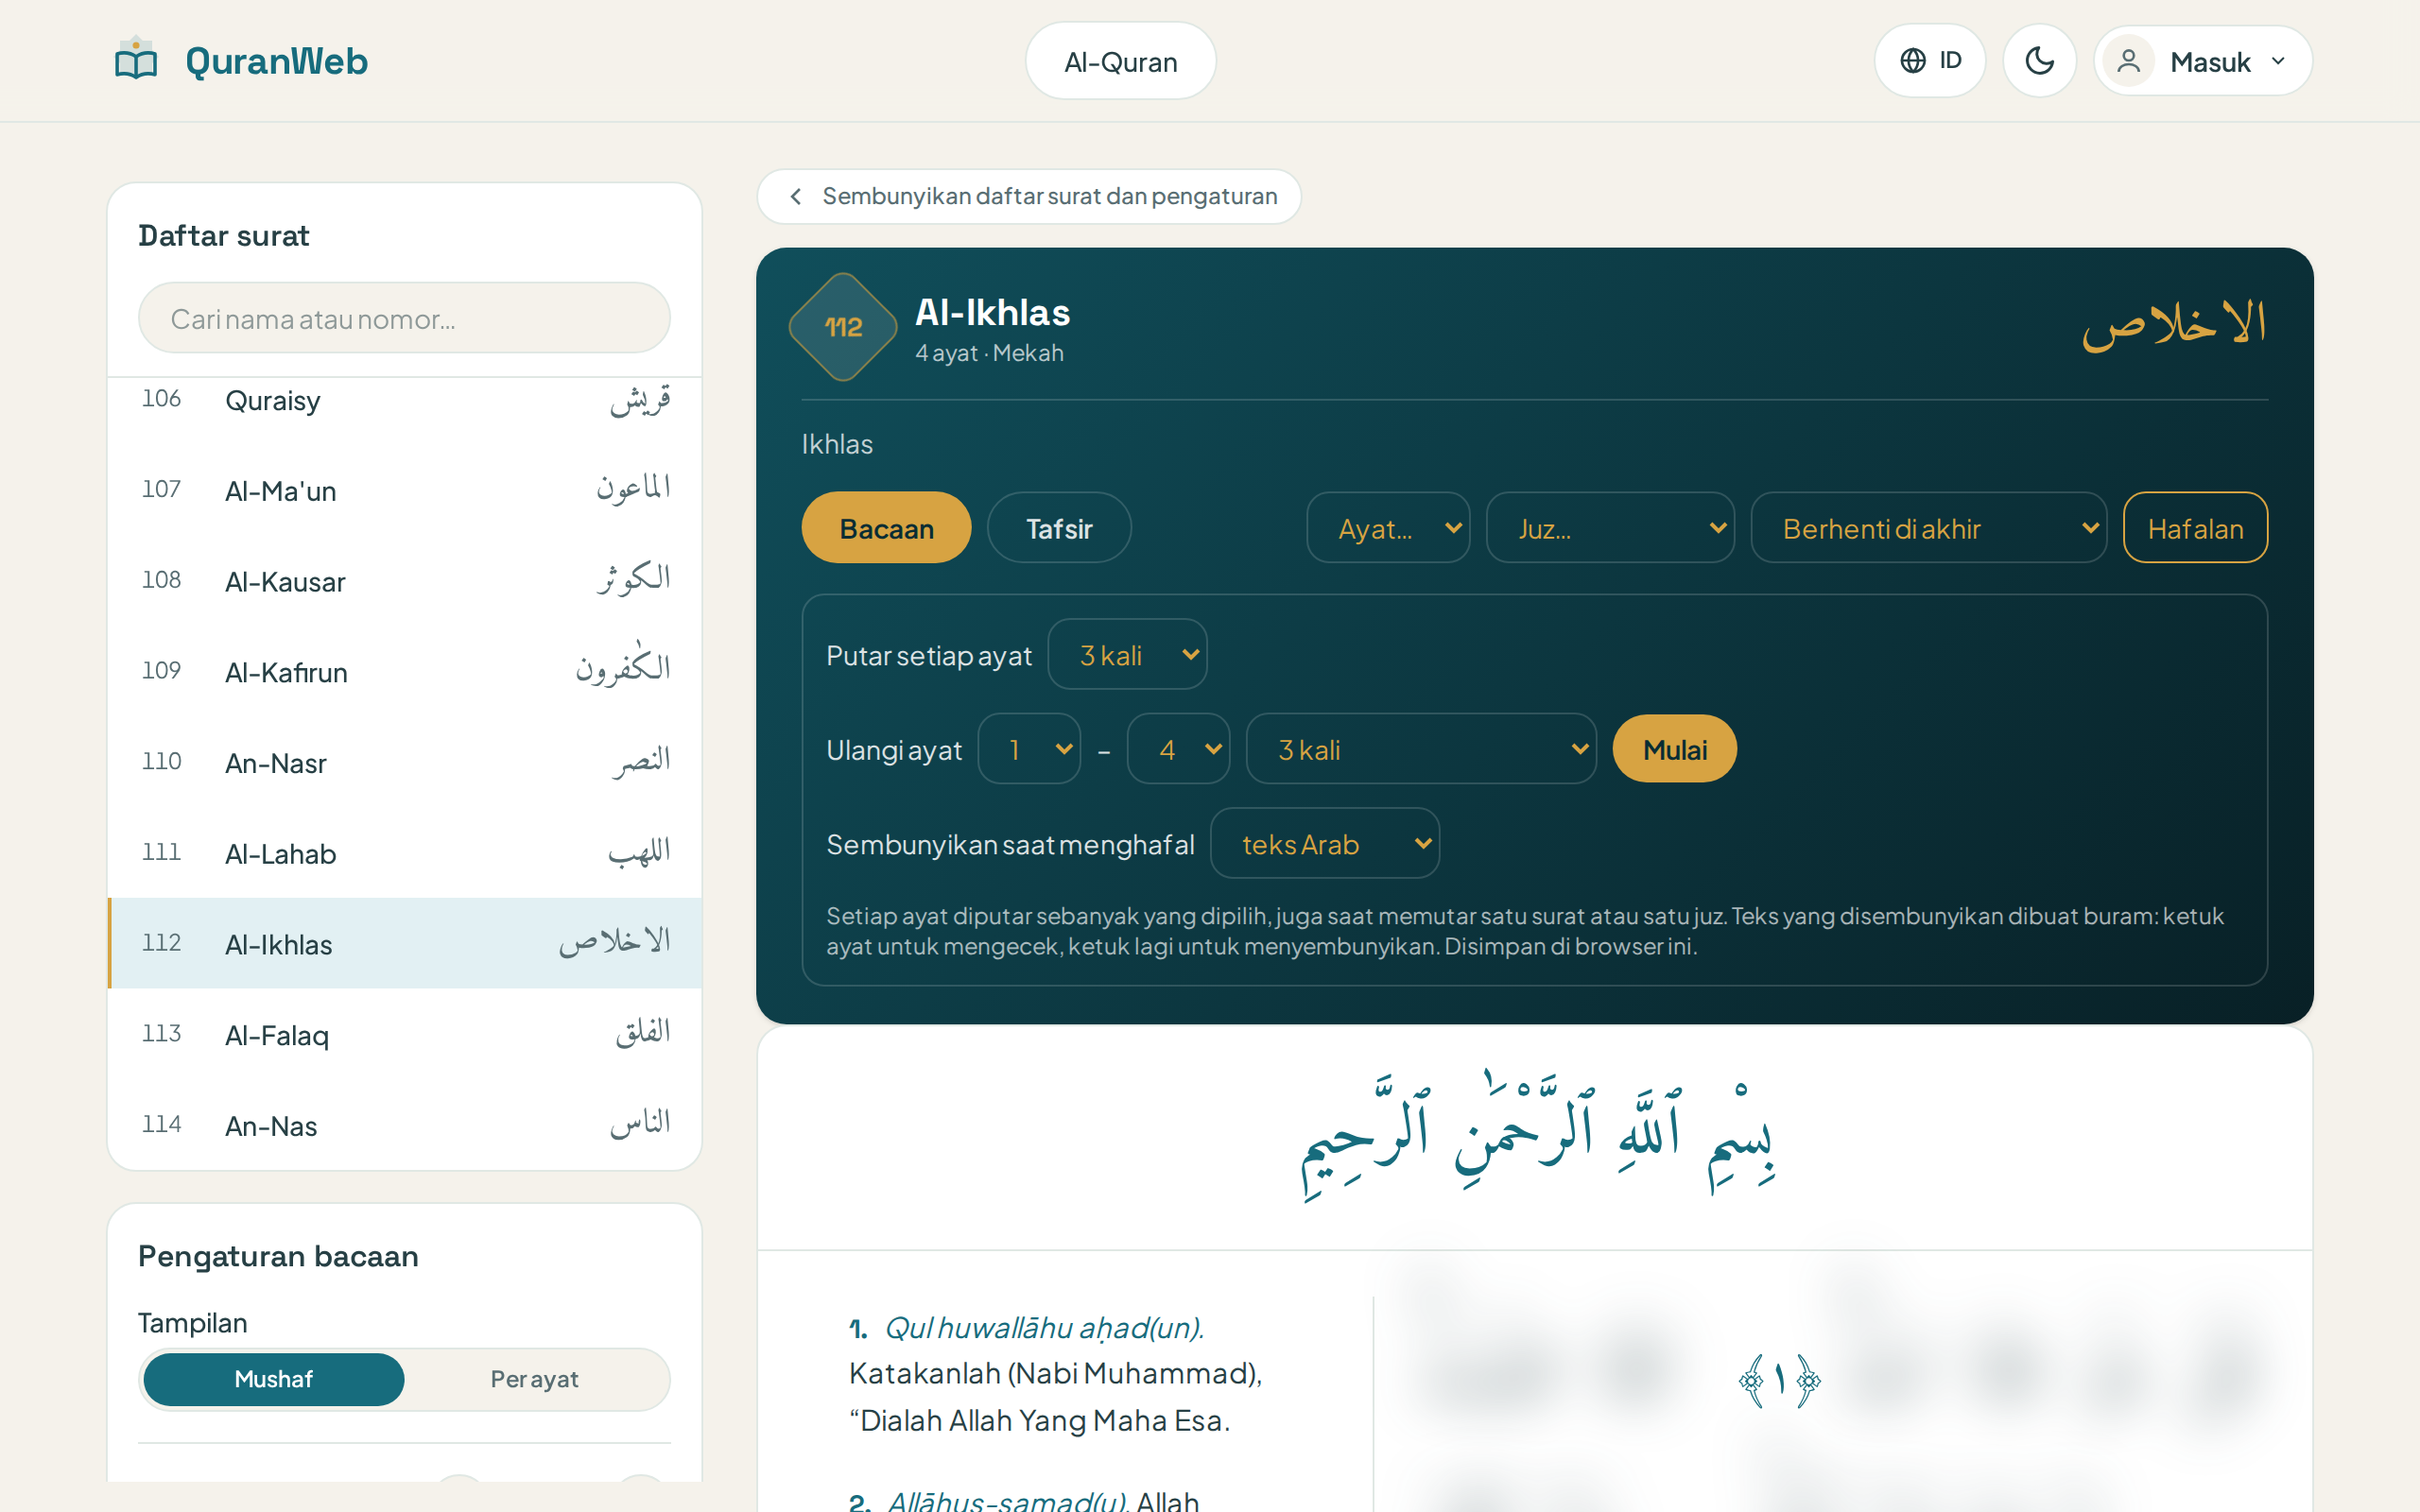 QuranWeb
Al-Quran
ID
Masuk
Daftar surat
Cari nama atau nomor...
106 Quraisy قريش
107 Al-Ma'un الماعون
108 Al-Kausar الكوثر
109 Al-Kafirun الكٰفرون
110 An-Nasr النصر
111 Al-Lahab اللهب
112 Al-Ikhlas الاخلاص
113 Al-Falaq الفلق
114 An-Nas الناس
Pengaturan bacaan
Tampilan
Mushaf Per ayat
Sembunyikan daftar surat dan pengaturan
112 Al-Ikhlas الاخلاص
4 ayat · Mekah
Ikhlas
Bacaan Tafsir Ayat... Juz... Berhenti di akhir Hafalan
Putar setiap ayat 3 kali
Ulangi ayat 1 – 4 3 kali Mulai
Sembunyikan saat menghafal teks Arab
Setiap ayat diputar sebanyak yang dipilih, juga saat memutar satu surat atau satu juz. Teks yang disembunyikan dibuat buram: ketuk
ayat untuk mengecek, ketuk lagi untuk menyembunyikan. Disimpan di browser ini.
بِسْمِ ٱللَّهِ ٱلرَّحْمَٰنِ ٱلرَّحِيمِ
1. Qul huwallāhu aḥad(un).
Katakanlah (Nabi Muhammad),
“Dialah Allah Yang Maha Esa.
﴿١﴾
2. Allāhuṣ-ṣamad(u). Allah